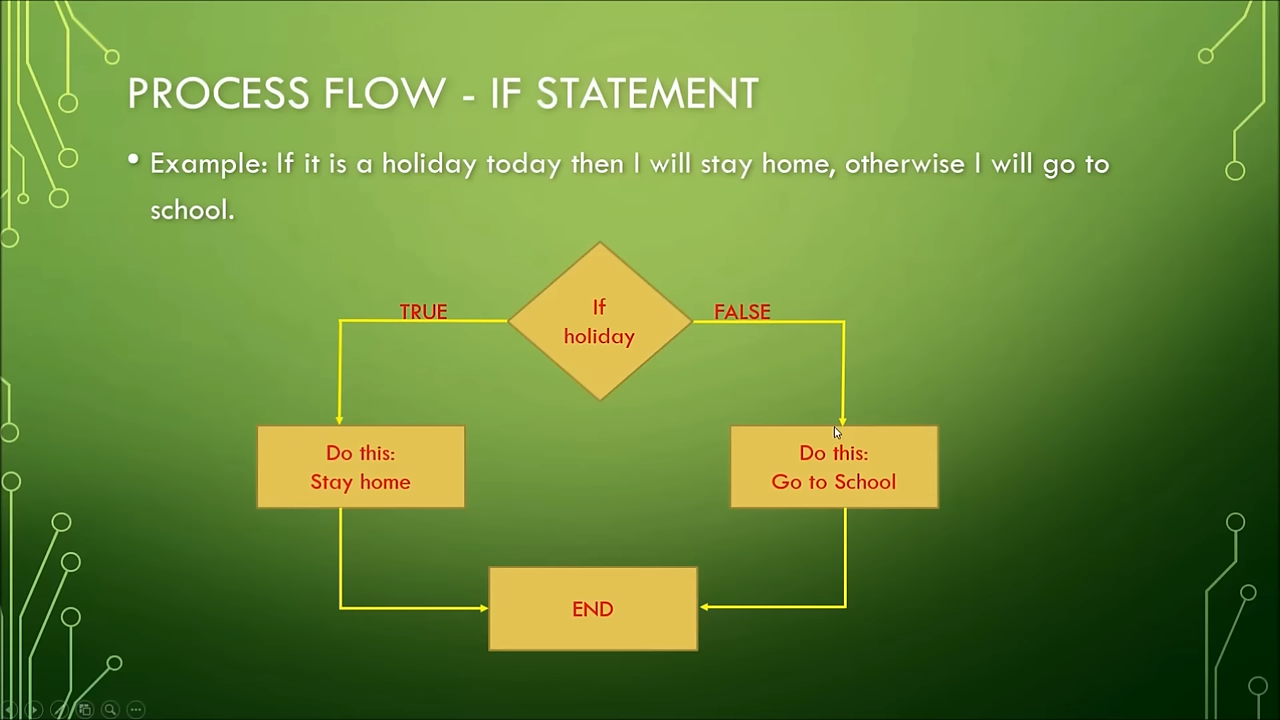 PROCESS FLOW - IF STATEMENT
• Example: If it is a holiday today then I will stay home, otherwise I will go to
school.
If
holiday
TRUE
FALSE
Do this:
Stay home
Do this:
Go to School
END